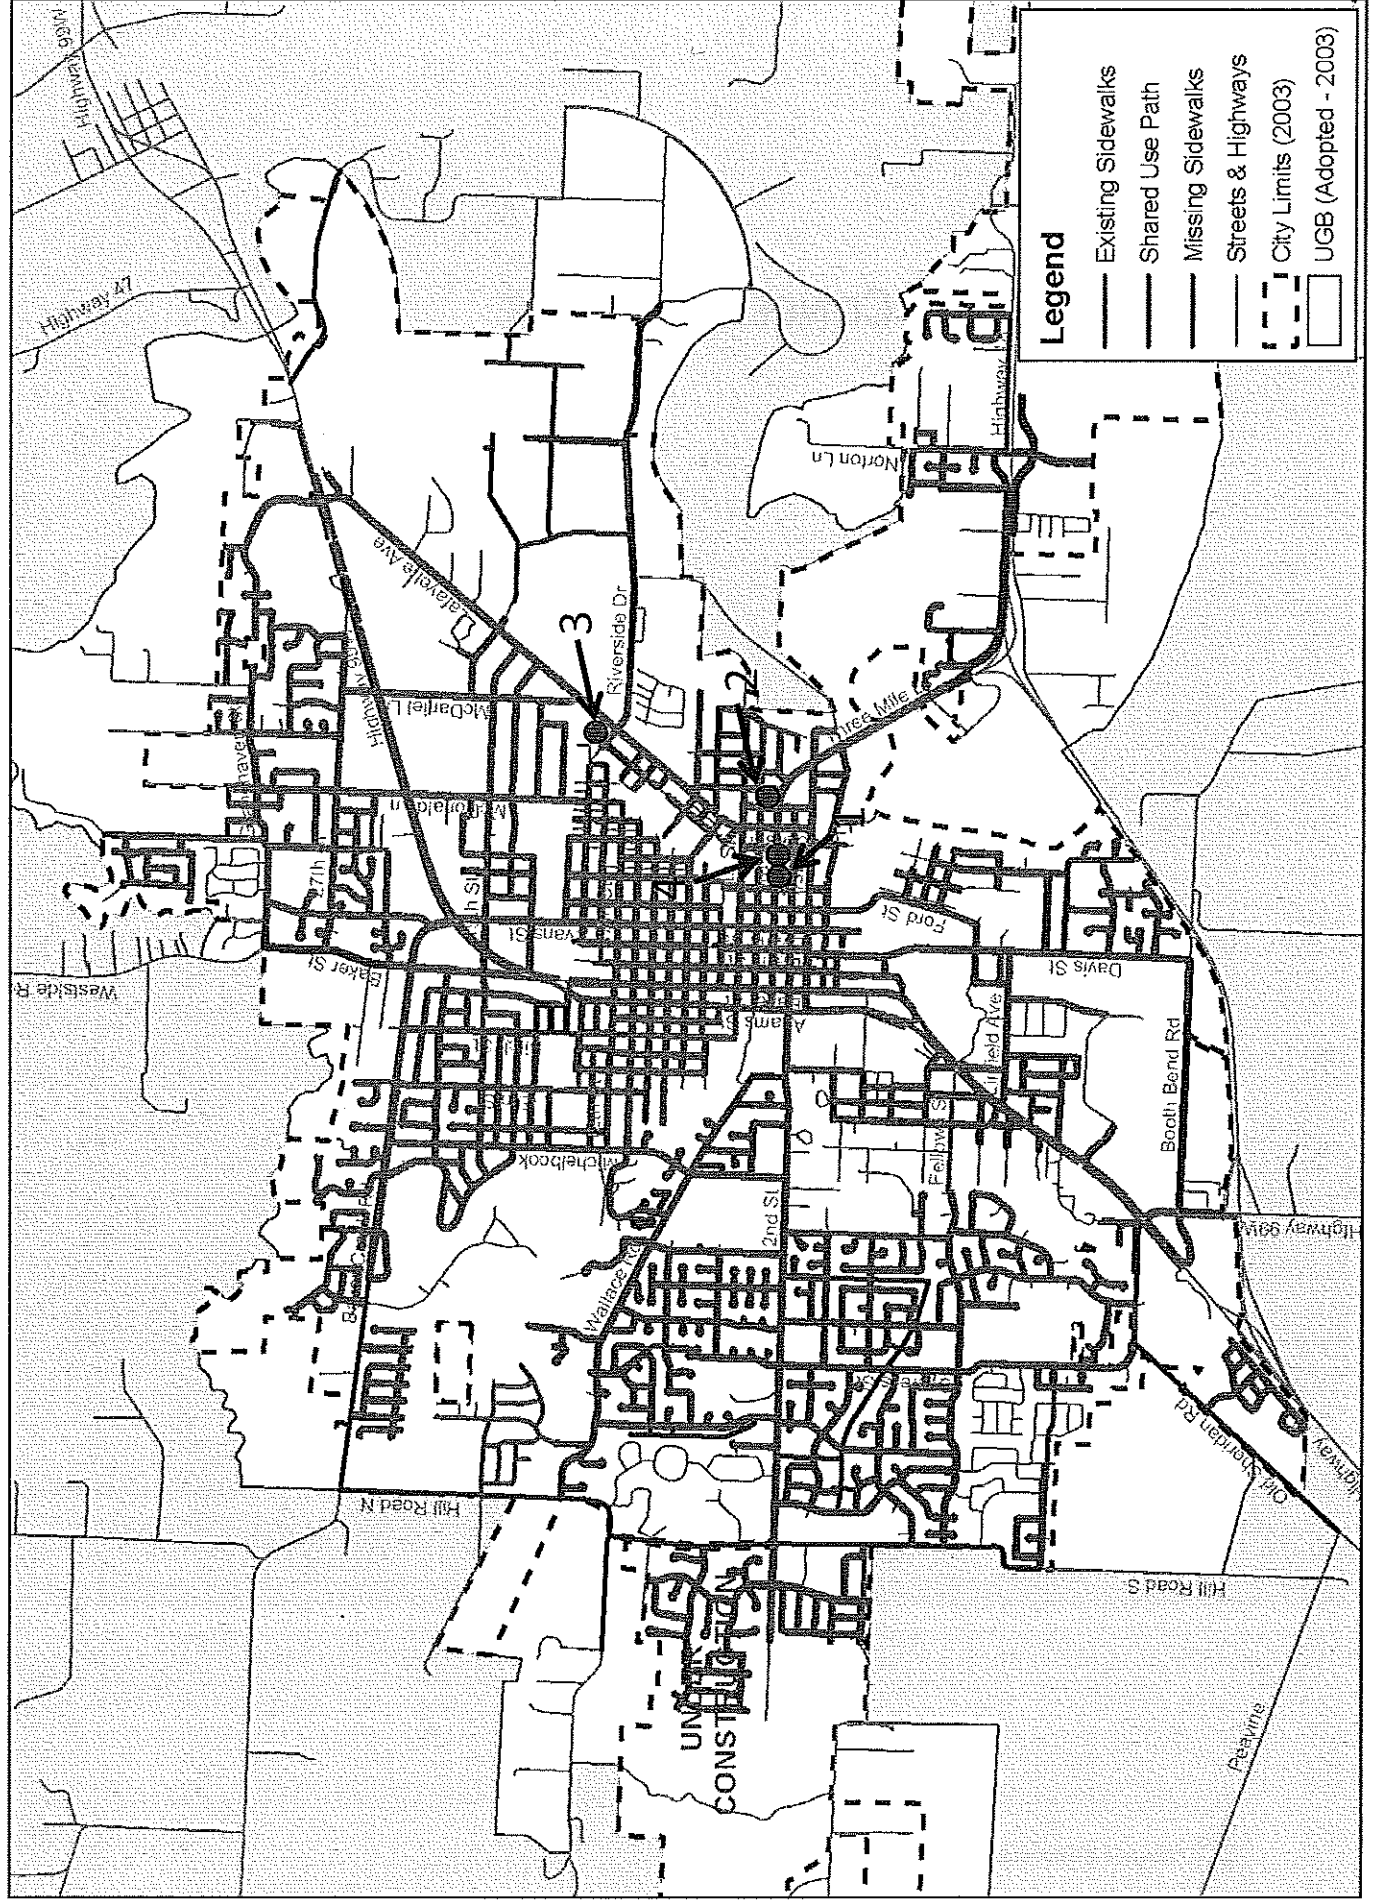 Highway 99W
Highway 47
Lafayette Ave
3
Riverside Dr
McDaniel Ln
Highway 99W
2
Three Mile Ln
Norton Ln
Highway
27th
Evans St
Ford St
Baker St
Westside R
Davis St
Adams St
Booth Bend Rd
Fellows St
Michelbook
2nd St
Wallace Rd
Highway 99W
Old Sheridan Rd
Highway
Hill Road N
Hill Road S
Peavine
Legend
Existing Sidewalks
Shared Use Path
Missing Sidewalks
Streets & Highways
City Limits (2003)
UGB (Adopted - 2003)